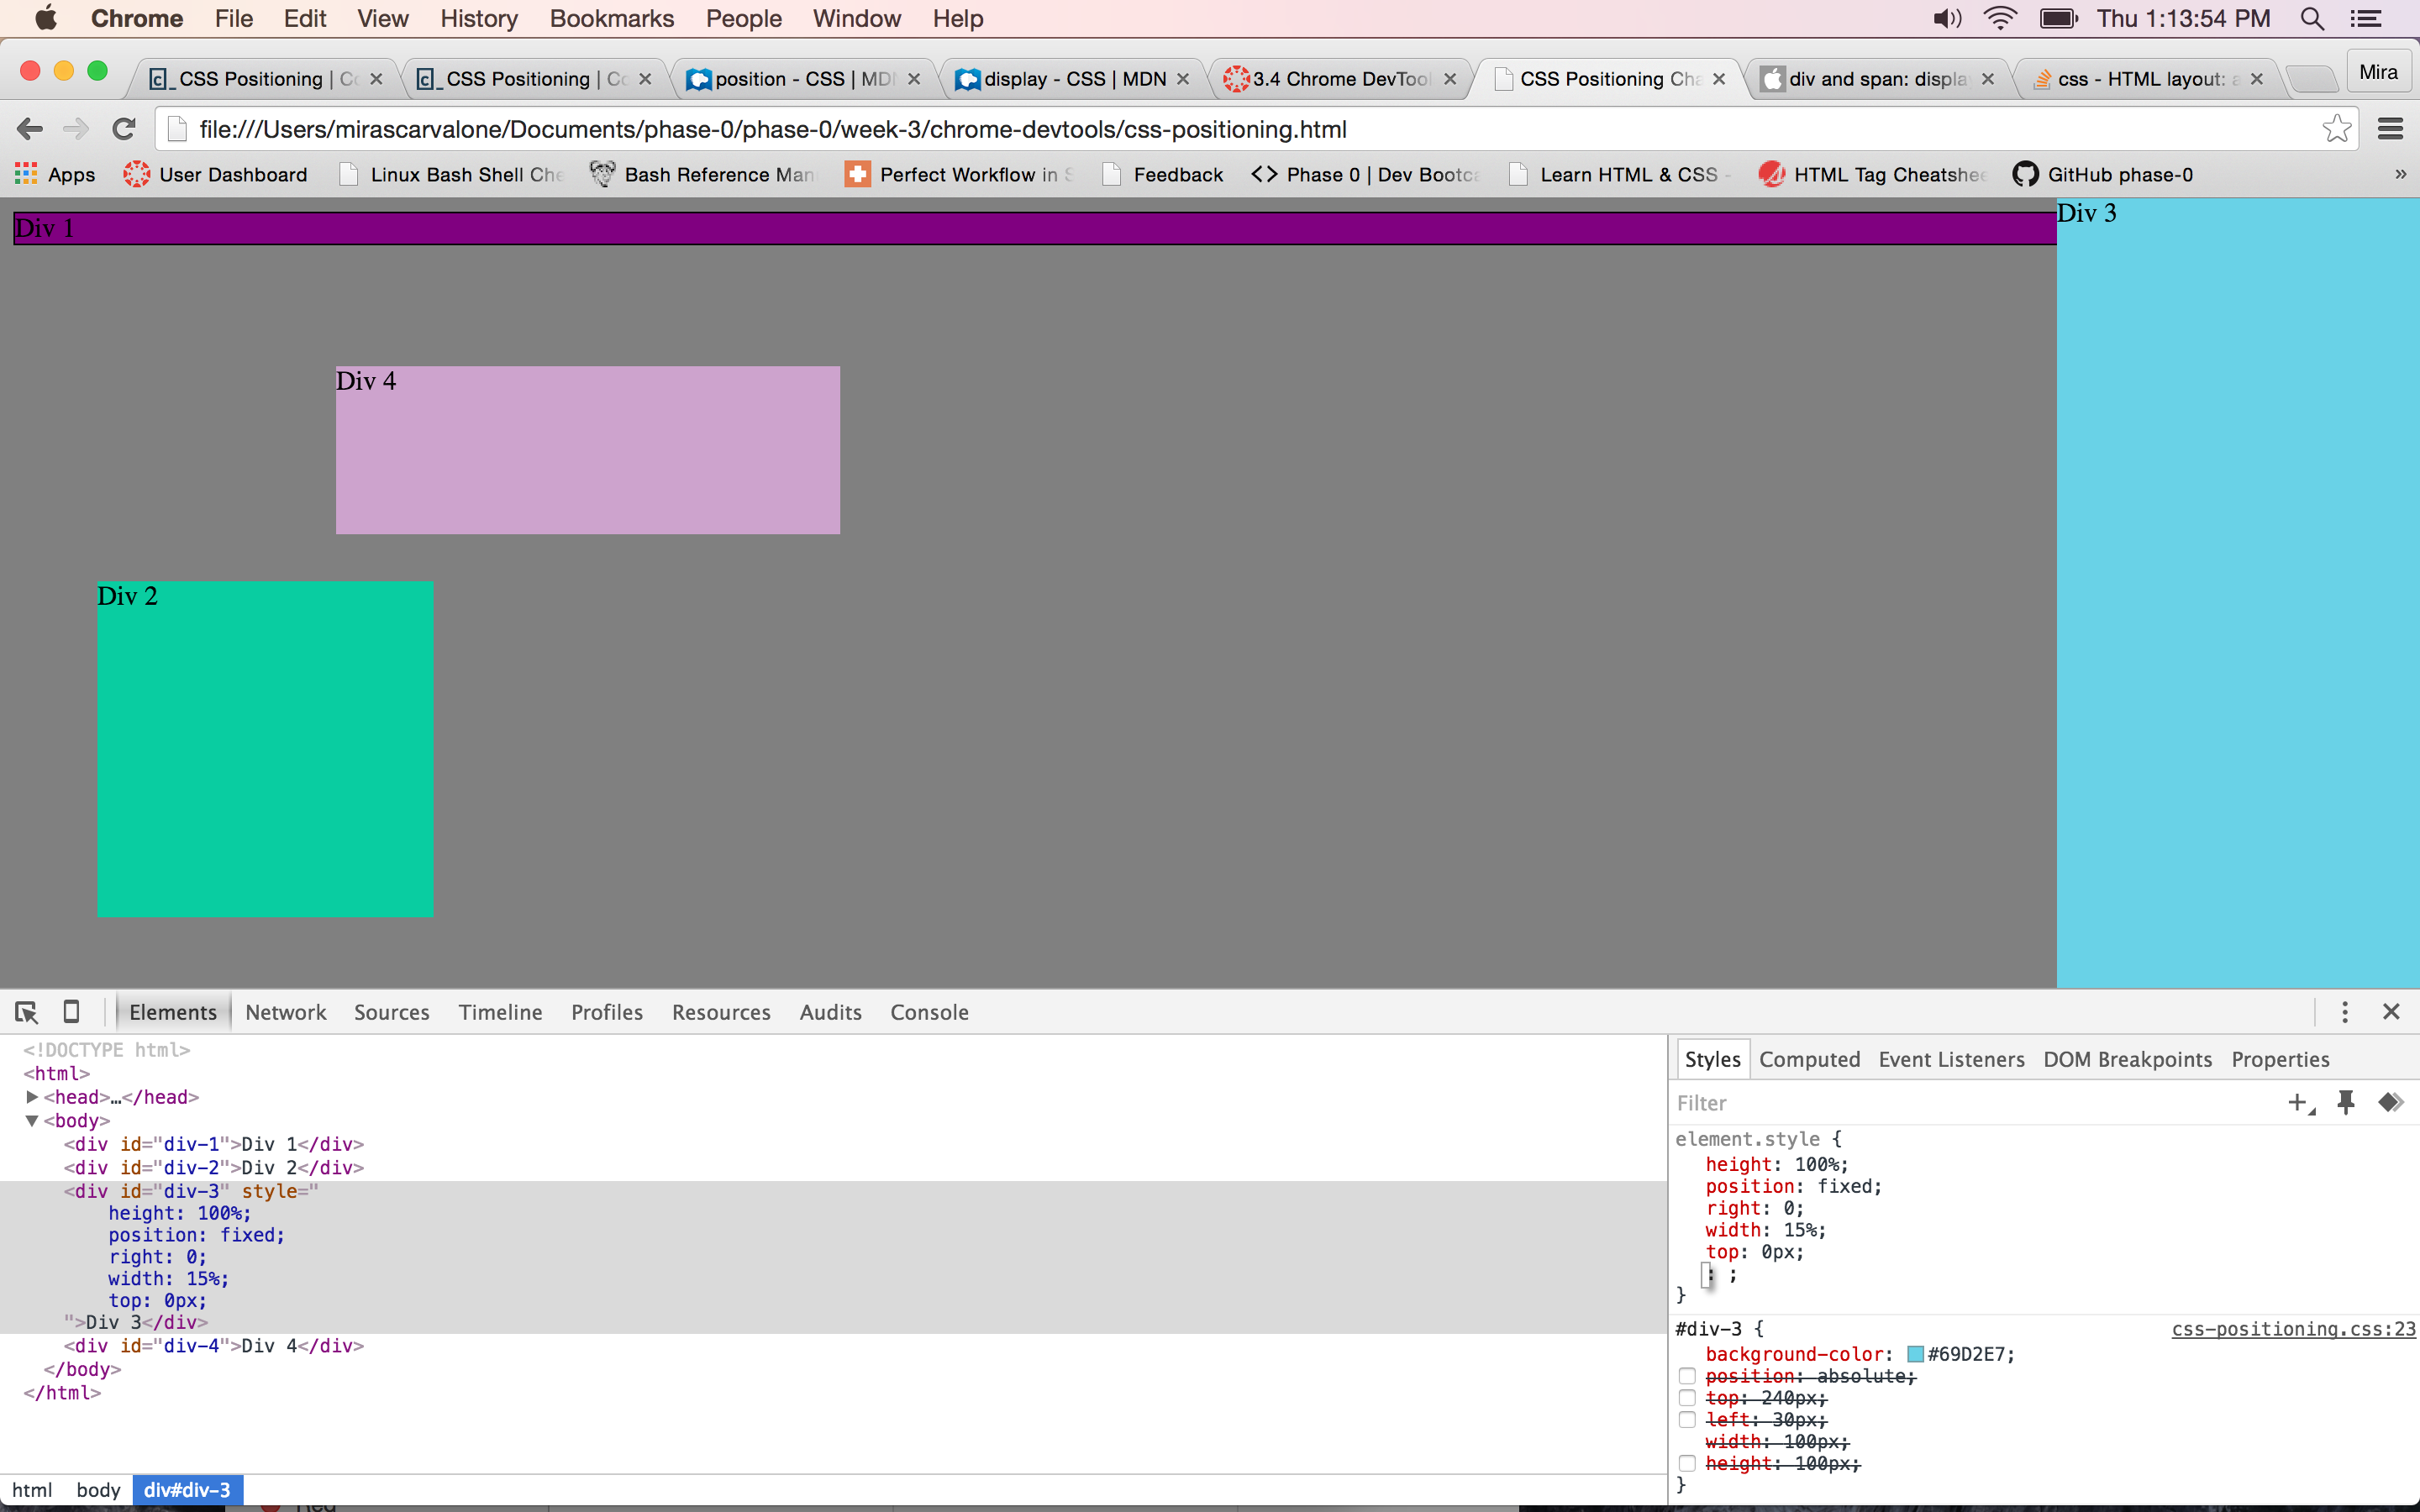 Chrome File Edit View History Bookmarks People Window Help Thu 1:13:54 PM
CSS Positioning | Cc CSS Positioning | Cc position - CSS | MD display - CSS | MDN 3.4 Chrome DevTool CSS Positioning Cha div and span: displa css - HTML layout: a Mira
file:///Users/mirascarvalone/Documents/phase-0/phase-0/week-3/chrome-devtools/css-positioning.html
Apps User Dashboard Linux Bash Shell Che Bash Reference Man Perfect Workflow in S Feedback <> Phase 0 | Dev Bootca Learn HTML & CSS - HTML Tag Cheatshee GitHub phase-0 »
Div 1
Div 3
Div 4
Div 2
Elements Network Sources Timeline Profiles Resources Audits Console
<!DOCTYPE html>
<html>
<head>…</head>
<body>
<div id="div-1">Div 1</div>
<div id="div-2">Div 2</div>
<div id="div-3" style="
height: 100%;
position: fixed;
right: 0;
width: 15%;
top: 0px;
">Div 3</div>
<div id="div-4">Div 4</div>
</body>
</html>
html body div#div-3
Styles Computed Event Listeners DOM Breakpoints Properties
Filter
element.style {
height: 100%;
position: fixed;
right: 0;
width: 15%;
top: 0px;
: ;
}
#div-3 { css-positioning.css:23
background-color: #69D2E7;
position: absolute;
top: 240px;
left: 30px;
width: 100px;
height: 100px;
}